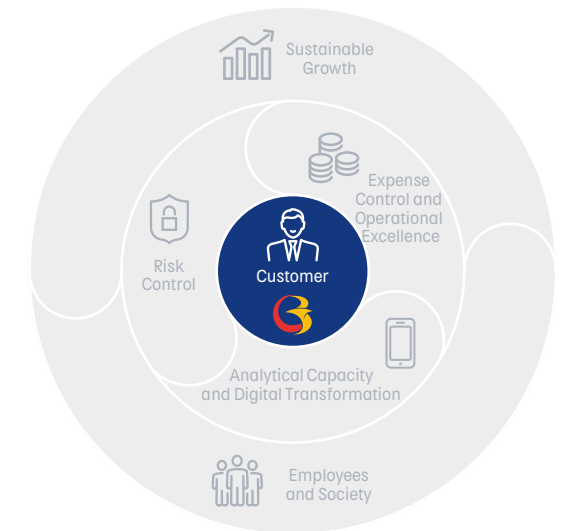 Sustainable
Growth
Expense
Control and
Operational
Excellence
Risk
Control
Customer
Analytical Capacity
and Digital Transformation
Employees
and Society